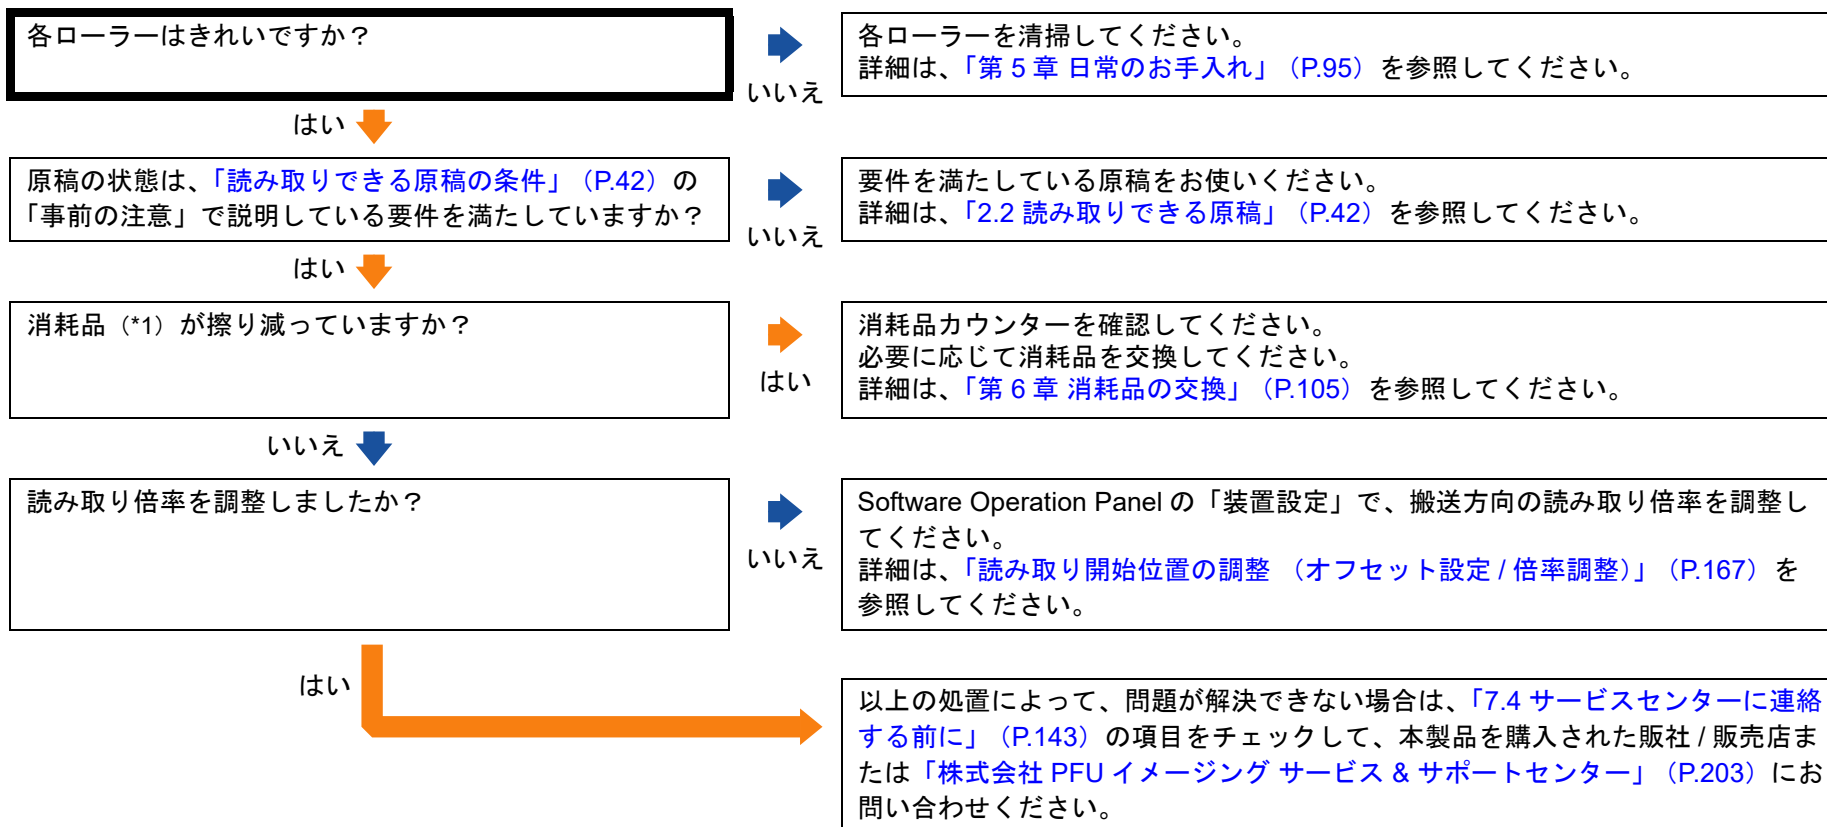 各ローラーはきれいですか？
いいえ
各ローラーを清掃してください。
詳細は、「第 5 章 日常のお手入れ」（P.95）を参照してください。
はい
原稿の状態は、「読み取りできる原稿の条件」（P.42）の
「事前の注意」で説明している要件を満たしていますか？
いいえ
要件を満たしている原稿をお使いください。
詳細は、「2.2 読み取りできる原稿」（P.42）を参照してください。
はい
消耗品（*1）が擦り減っていますか？
はい
消耗品カウンターを確認してください。
必要に応じて消耗品を交換してください。
詳細は、「第 6 章 消耗品の交換」（P.105）を参照してください。
いいえ
読み取り倍率を調整しましたか？
いいえ
Software Operation Panel の「装置設定」で、搬送方向の読み取り倍率を調整し
てください。
詳細は、「読み取り開始位置の調整 （オフセット設定 / 倍率調整）」（P.167）を
参照してください。
はい
以上の処置によって、問題が解決できない場合は、「7.4 サービスセンターに連絡
する前に」（P.143）の項目をチェックして、本製品を購入された販社 / 販売店ま
たは「株式会社 PFU イメージング サービス & サポートセンター」（P.203）にお
問い合わせください。